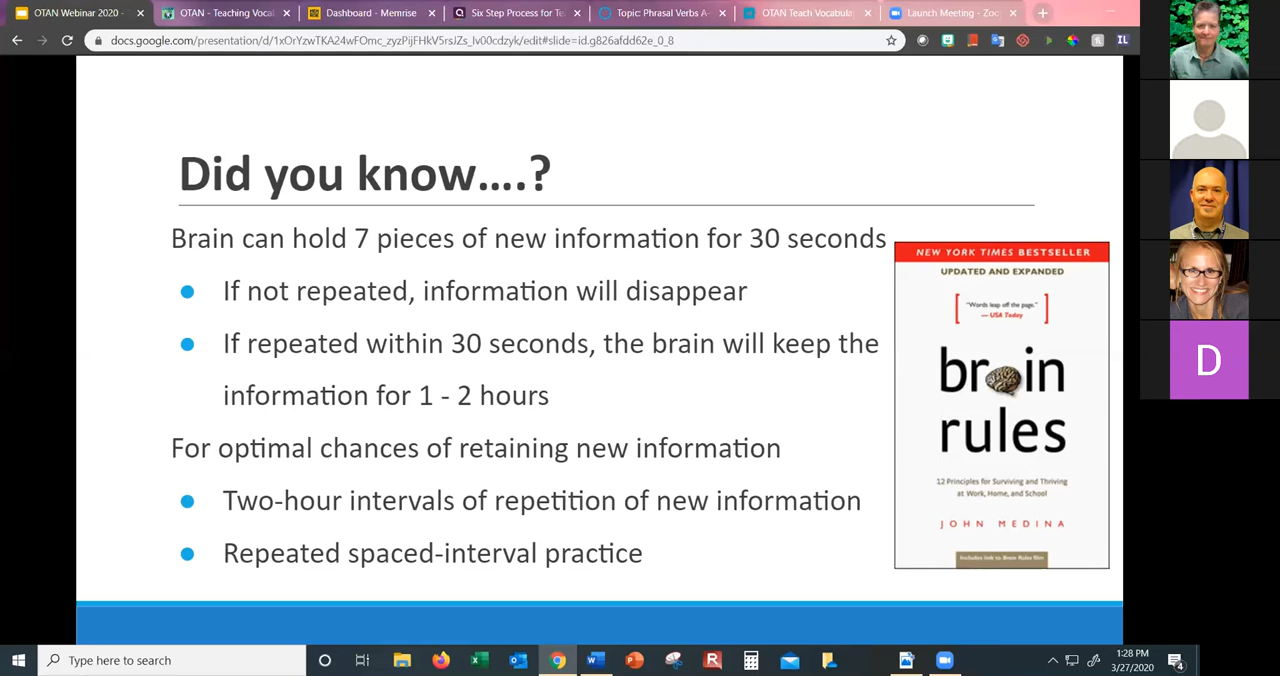 OTAN Webinar 2020 -
OTAN - Teaching Vocal
Dashboard - Memrise
Six Step Process for Te
Topic: Phrasal Verbs A-
OTAN Teach Vocabular
Launch Meeting - Zoo
docs.google.com/presentation/d/1xOrYzwTKA24wFOmc_zyzPijFHkV5rsJZs_lv00cdzyk/edit#slide=id.g826afdd62e_0_8
IL
Did you know....?
Brain can hold 7 pieces of new information for 30 seconds
● If not repeated, information will disappear
● If repeated within 30 seconds, the brain will keep the
information for 1 - 2 hours
For optimal chances of retaining new information
● Two-hour intervals of repetition of new information
● Repeated spaced-interval practice
NEW YORK TIMES BESTSELLER
UPDATED AND EXPANDED
"Words leap off the page."
— USA Today
brain
rules
12 Principles for Surviving and Thriving
at Work, Home, and School
JOHN MEDINA
Includes link to Brain Rules film
D
Type here to search
1:28 PM
3/27/2020
4